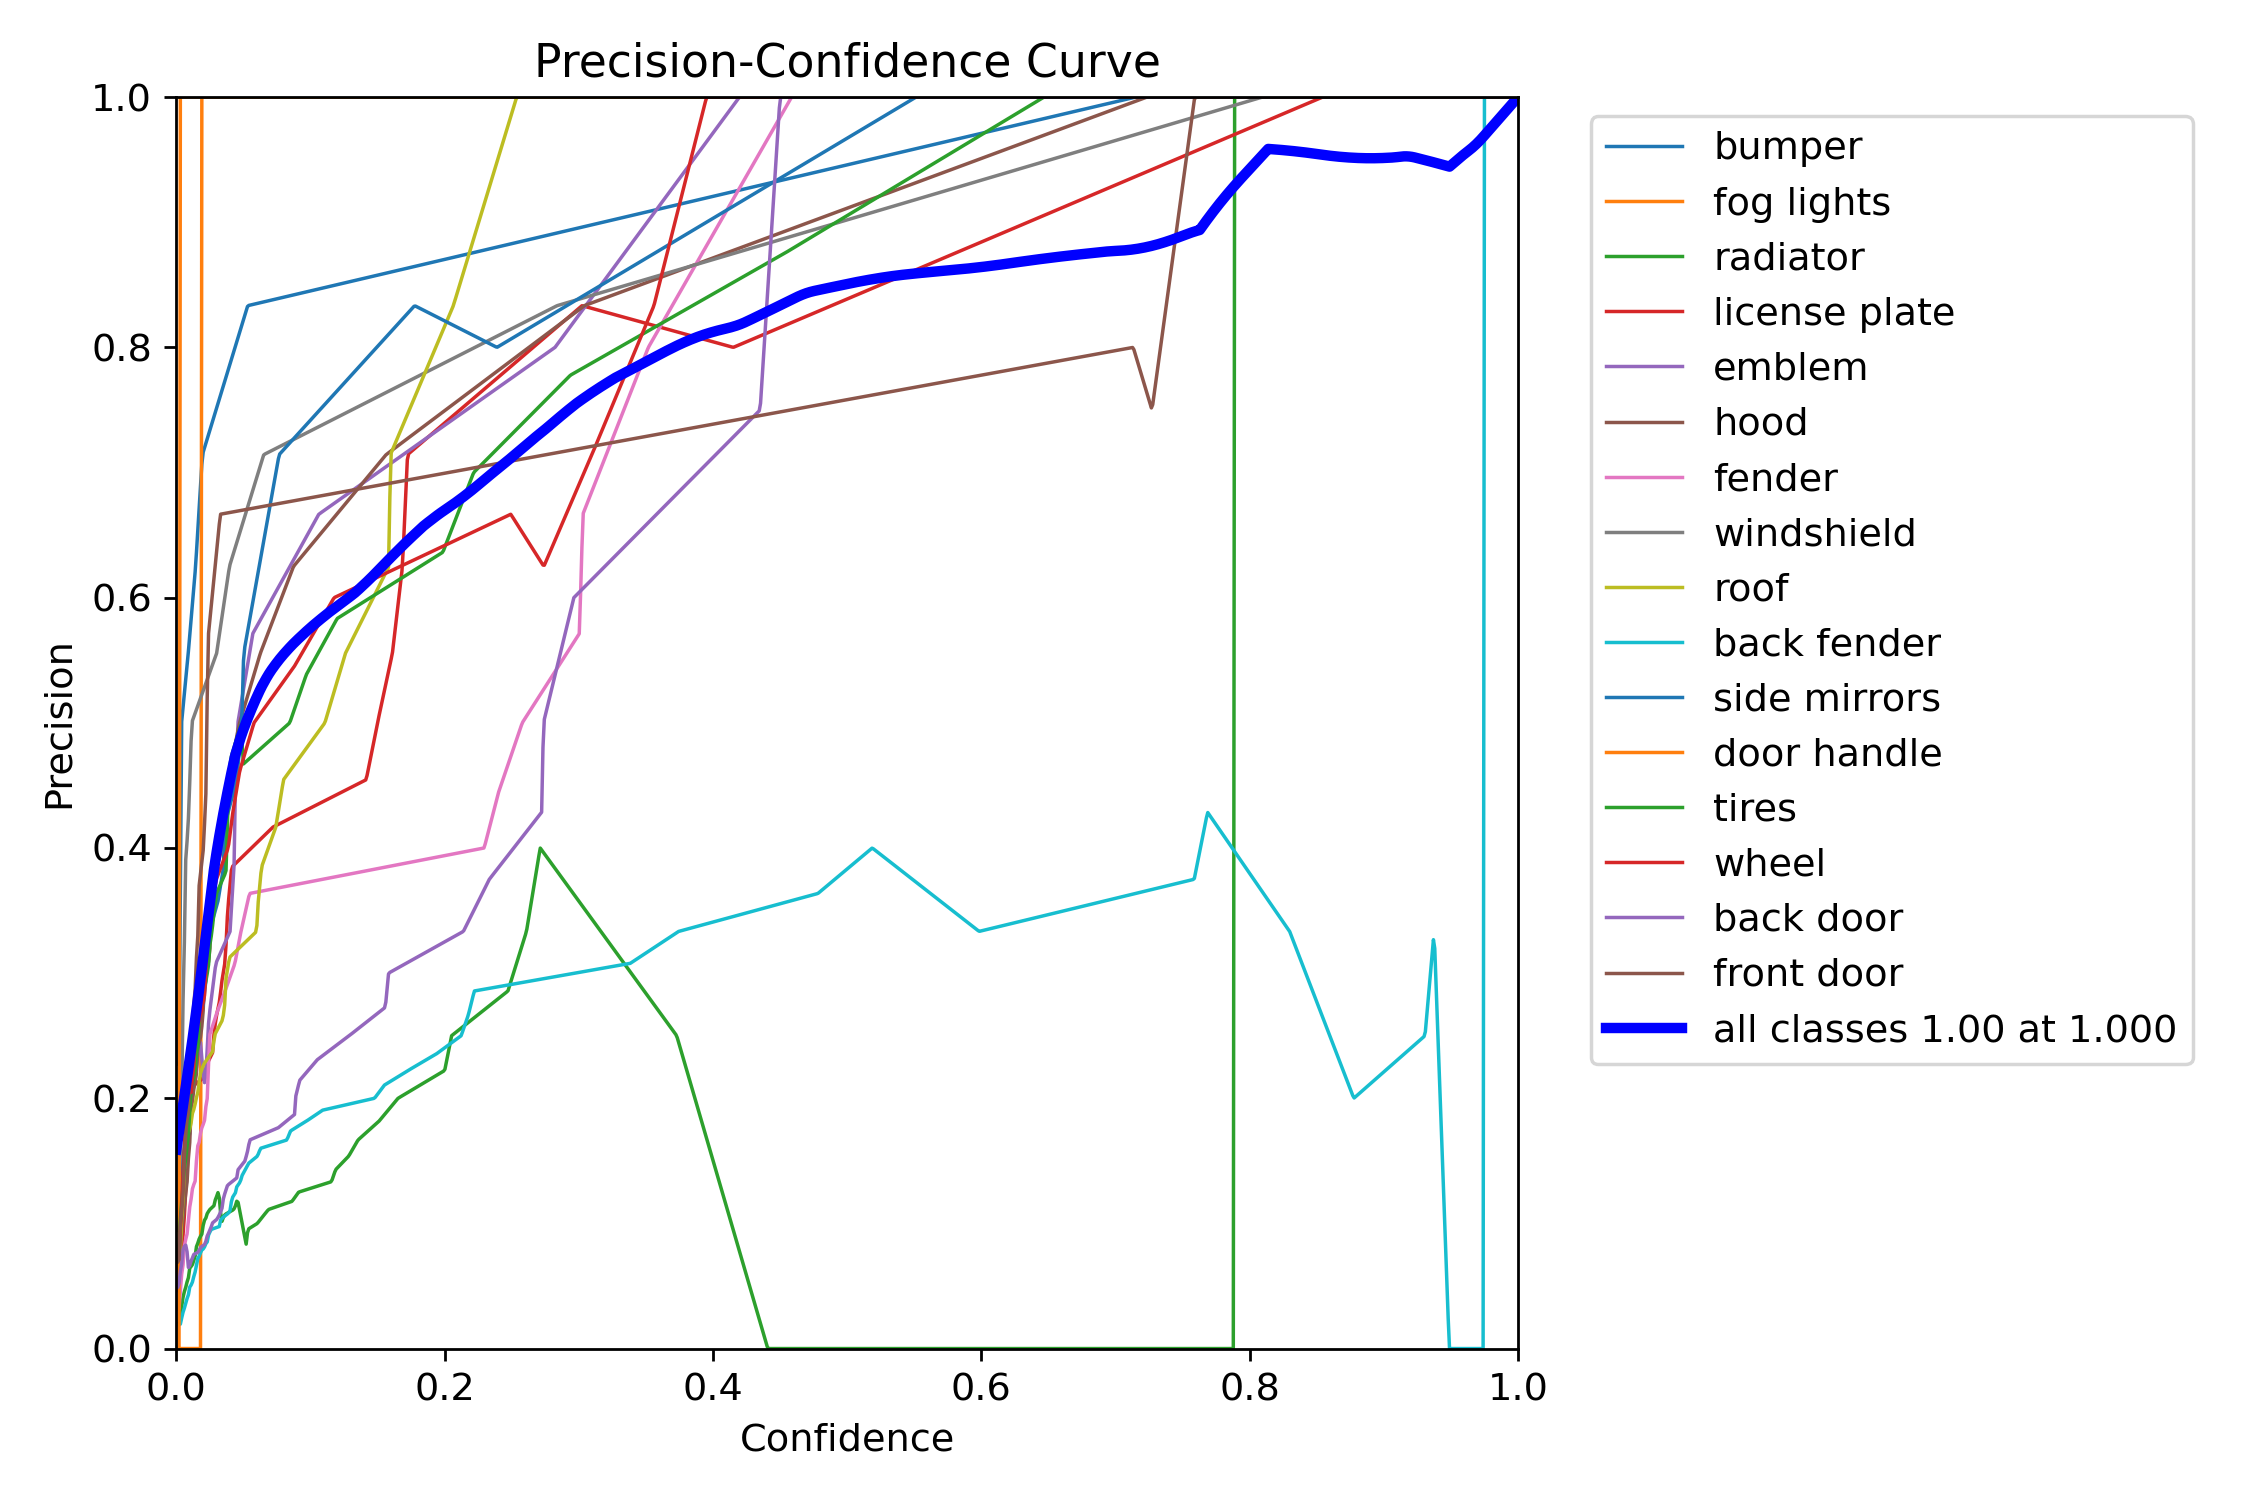 Precision-Confidence Curve
1.0
0.8
0.6
0.4
0.2
0.0
Precision
0.0 0.2 0.4 0.6 0.8 1.0
Confidence
bumper
fog lights
radiator
license plate
emblem
hood
fender
windshield
roof
back fender
side mirrors
door handle
tires
wheel
back door
front door
all classes 1.00 at 1.000